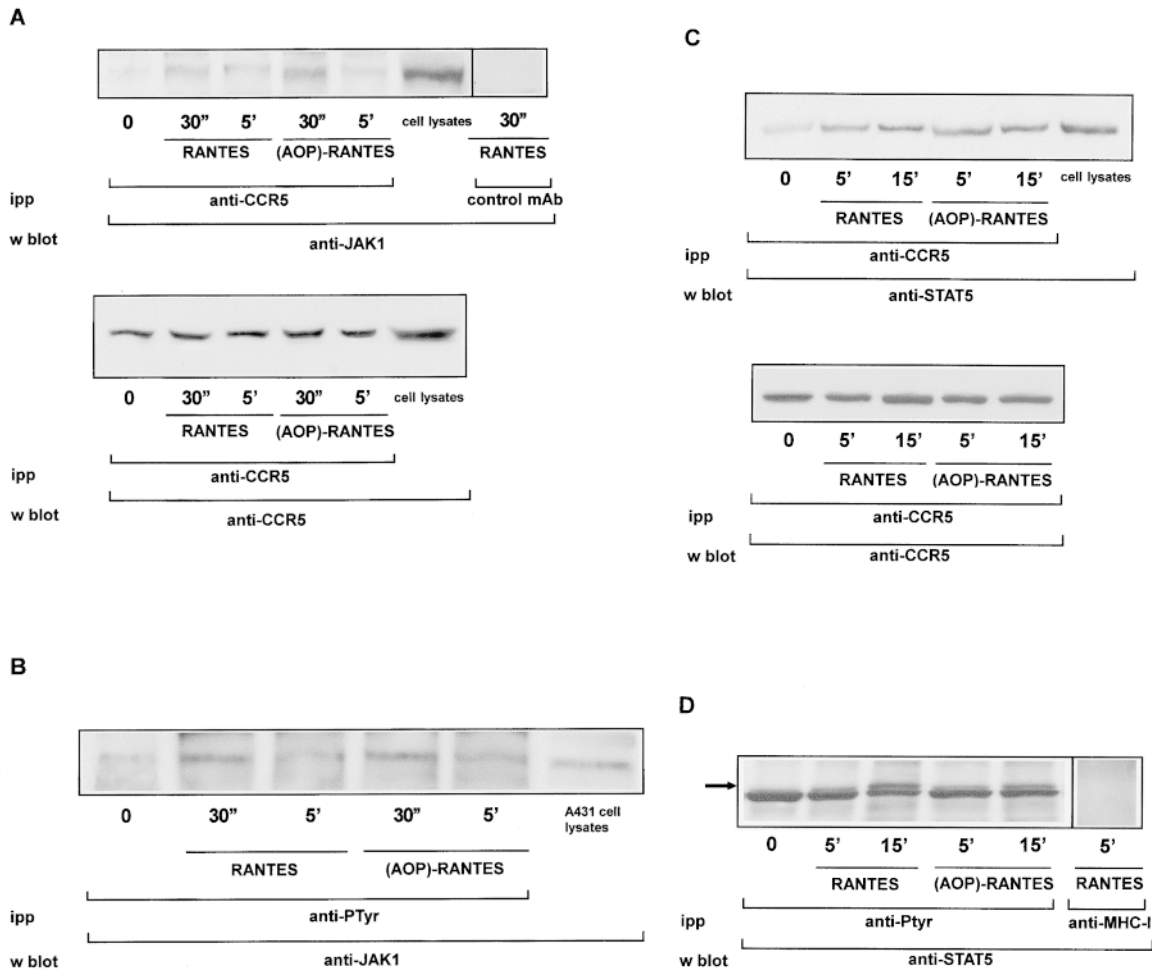 A
0 30” 5’ 30” 5’ cell lysates 30”
RANTES (AOP)-RANTES RANTES
ipp anti-CCR5 control mAb
w blot anti-JAK1
0 30” 5’ 30” 5’ cell lysates
RANTES (AOP)-RANTES
ipp anti-CCR5
w blot anti-CCR5
B
0 30” 5’ 30” 5’ A431 cell
lysates
RANTES (AOP)-RANTES
ipp anti-PTyr
w blot anti-JAK1
C
0 5’ 15’ 5’ 15’ cell lysates
RANTES (AOP)-RANTES
ipp anti-CCR5
w blot anti-STAT5
0 5’ 15’ 5’ 15’
RANTES (AOP)-RANTES
ipp anti-CCR5
w blot anti-CCR5
D
0 5’ 15’ 5’ 15’ 5’
RANTES (AOP)-RANTES RANTES
ipp anti-Ptyr anti-MHC-I
w blot anti-STAT5